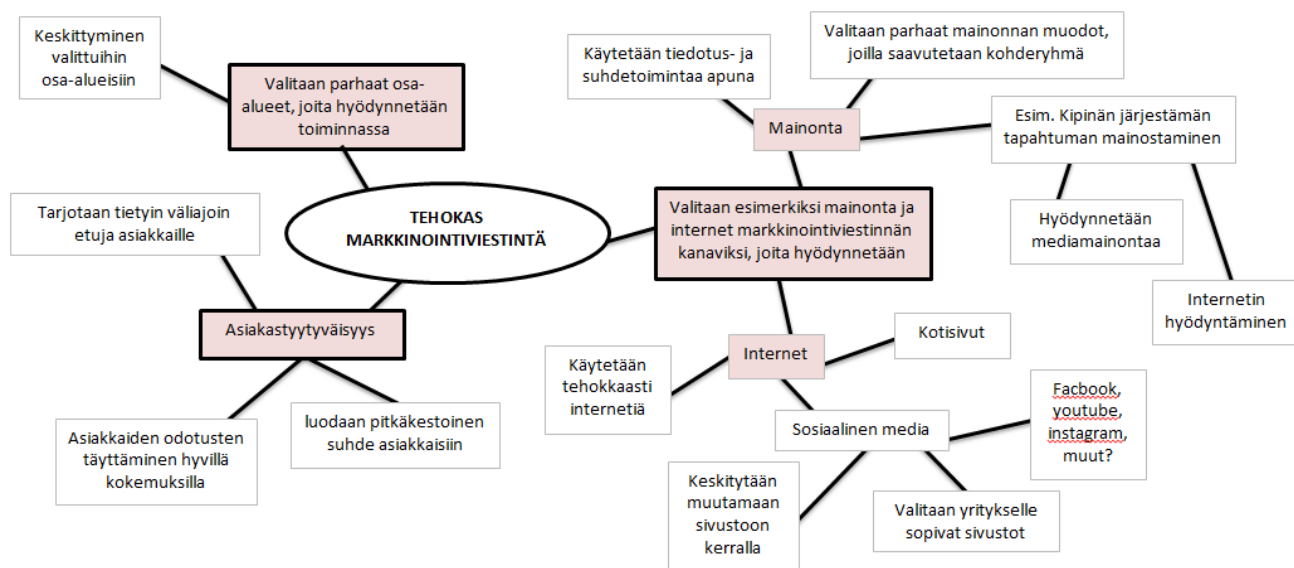 Keskittyminen
valittuihin
osa-alueisiin
Valitaan parhaat osa-
alueet, joita hyödynnetään
toiminnassa
Käytetään tiedotus- ja
suhdetoimintaa apuna
Valitaan parhaat mainonnan muodot,
joilla saavutetaan kohderyhmä
Mainonta
Esim. Kipinän järjestämän
tapahtuman mainostaminen
Hyödynnetään
mediamainontaa
Internetin
hyödyntäminen
TEHOKAS
MARKKINOINTIVIESTINTÄ
Valitaan esimerkiksi mainonta ja
internet markkinointiviestinnän
kanaviksi, joita hyödynnetään
Tarjotaan tietyin väliajoin
etuja asiakkaille
Asiakastyytyväisyys
Asiakkaiden odotusten
täyttäminen hyvillä
kokemuksilla
luodaan pitkäkestoinen
suhde asiakkaisiin
Internet
Kotisivut
Käytetään
tehokkaasti
internetiä
Sosiaalinen media
Facbook,
youtube,
instagram,
muut?
Keskitytään
muutamaan
sivustoon
kerralla
Valitaan yritykselle
sopivat sivustot